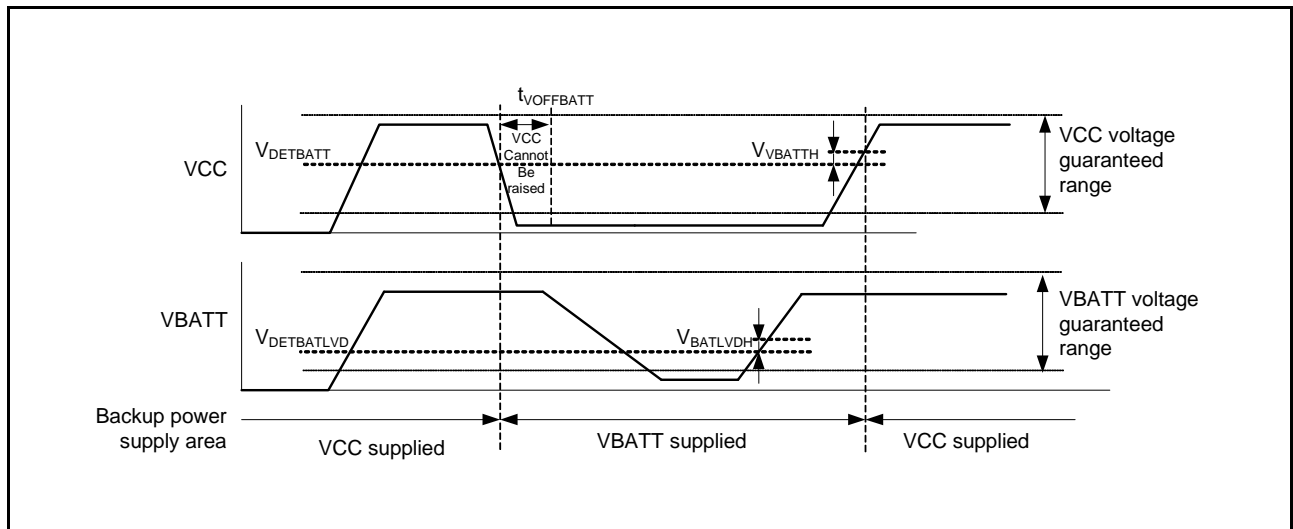 tVOFFBATT
VCC
Cannot
Be
raised
VDETBATT
VVBATTH
VCC voltage
guaranteed
range
VCC
VBATT
VDETBATLVD
VBATLVDH
VBATT voltage
guaranteed
range
Backup power
supply area
VCC supplied
VBATT supplied
VCC supplied